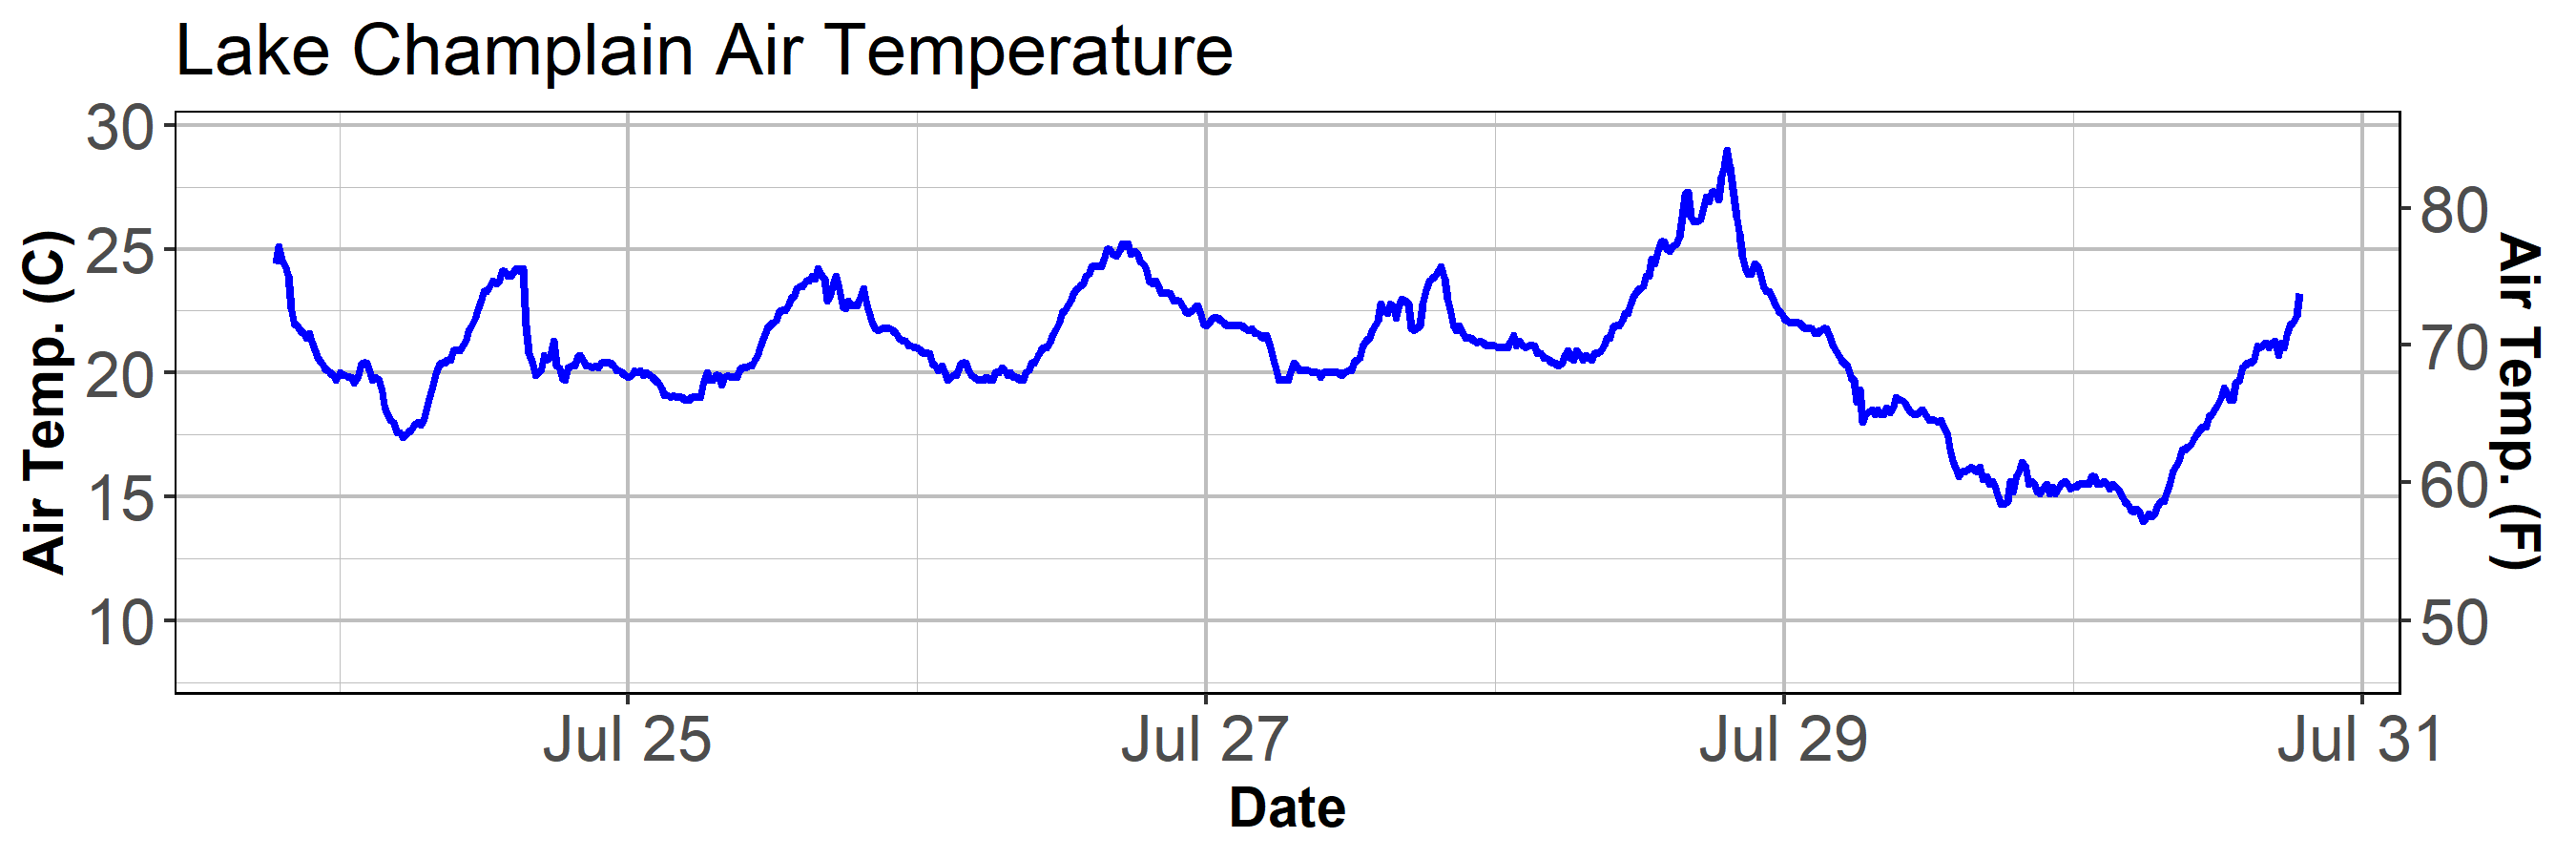 Lake Champlain Air Temperature
30
25
20
15
10
Air Temp. (C)
80
70
60
50
Air Temp. (F)
Jul 25
Jul 27
Jul 29
Jul 31
Date